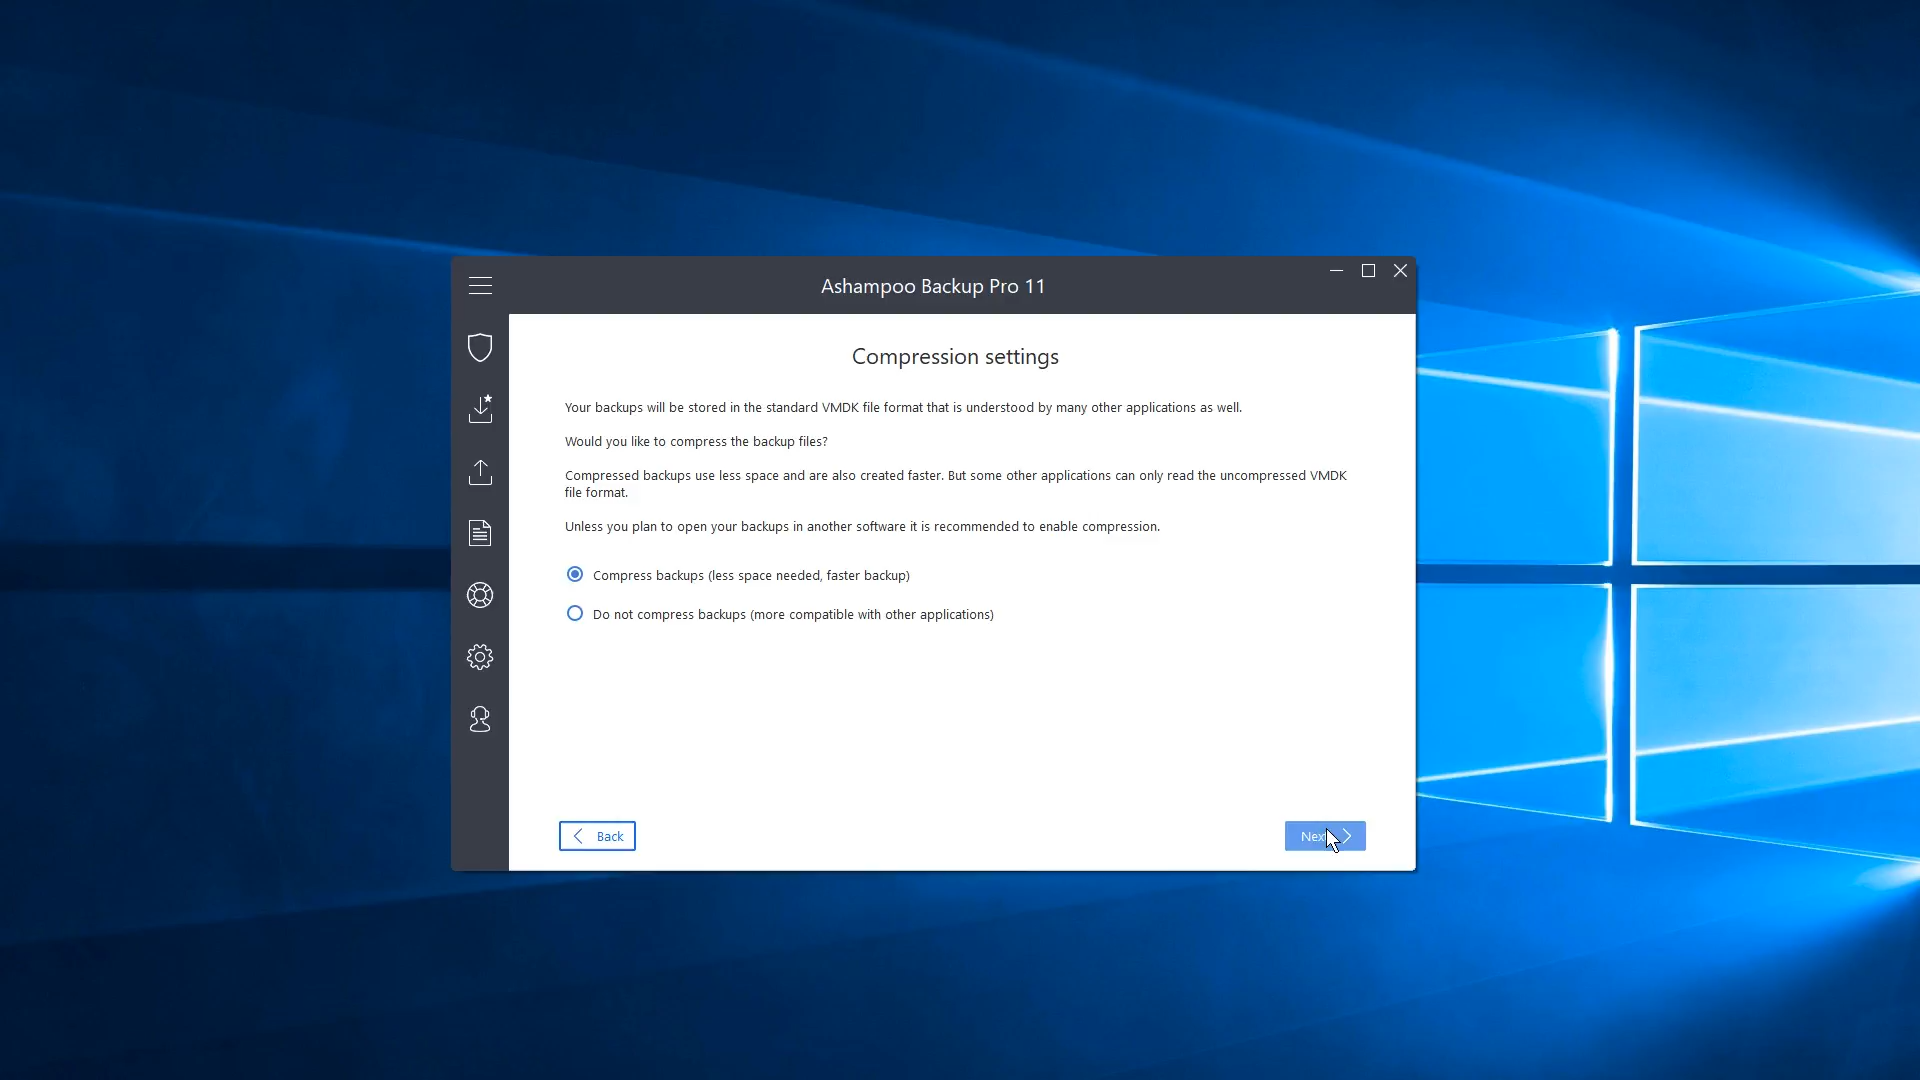 Ashampoo Backup Pro 11
Compression settings
Your backups will be stored in the standard VMDK file format that is understood by many other applications as well.
Would you like to compress the backup files?
Compressed backups use less space and are also created faster. But some other applications can only read the uncompressed VMDK
file format.
Unless you plan to open your backups in another software it is recommended to enable compression.
Compress backups (less space needed, faster backup)
Do not compress backups (more compatible with other applications)
Back
Next